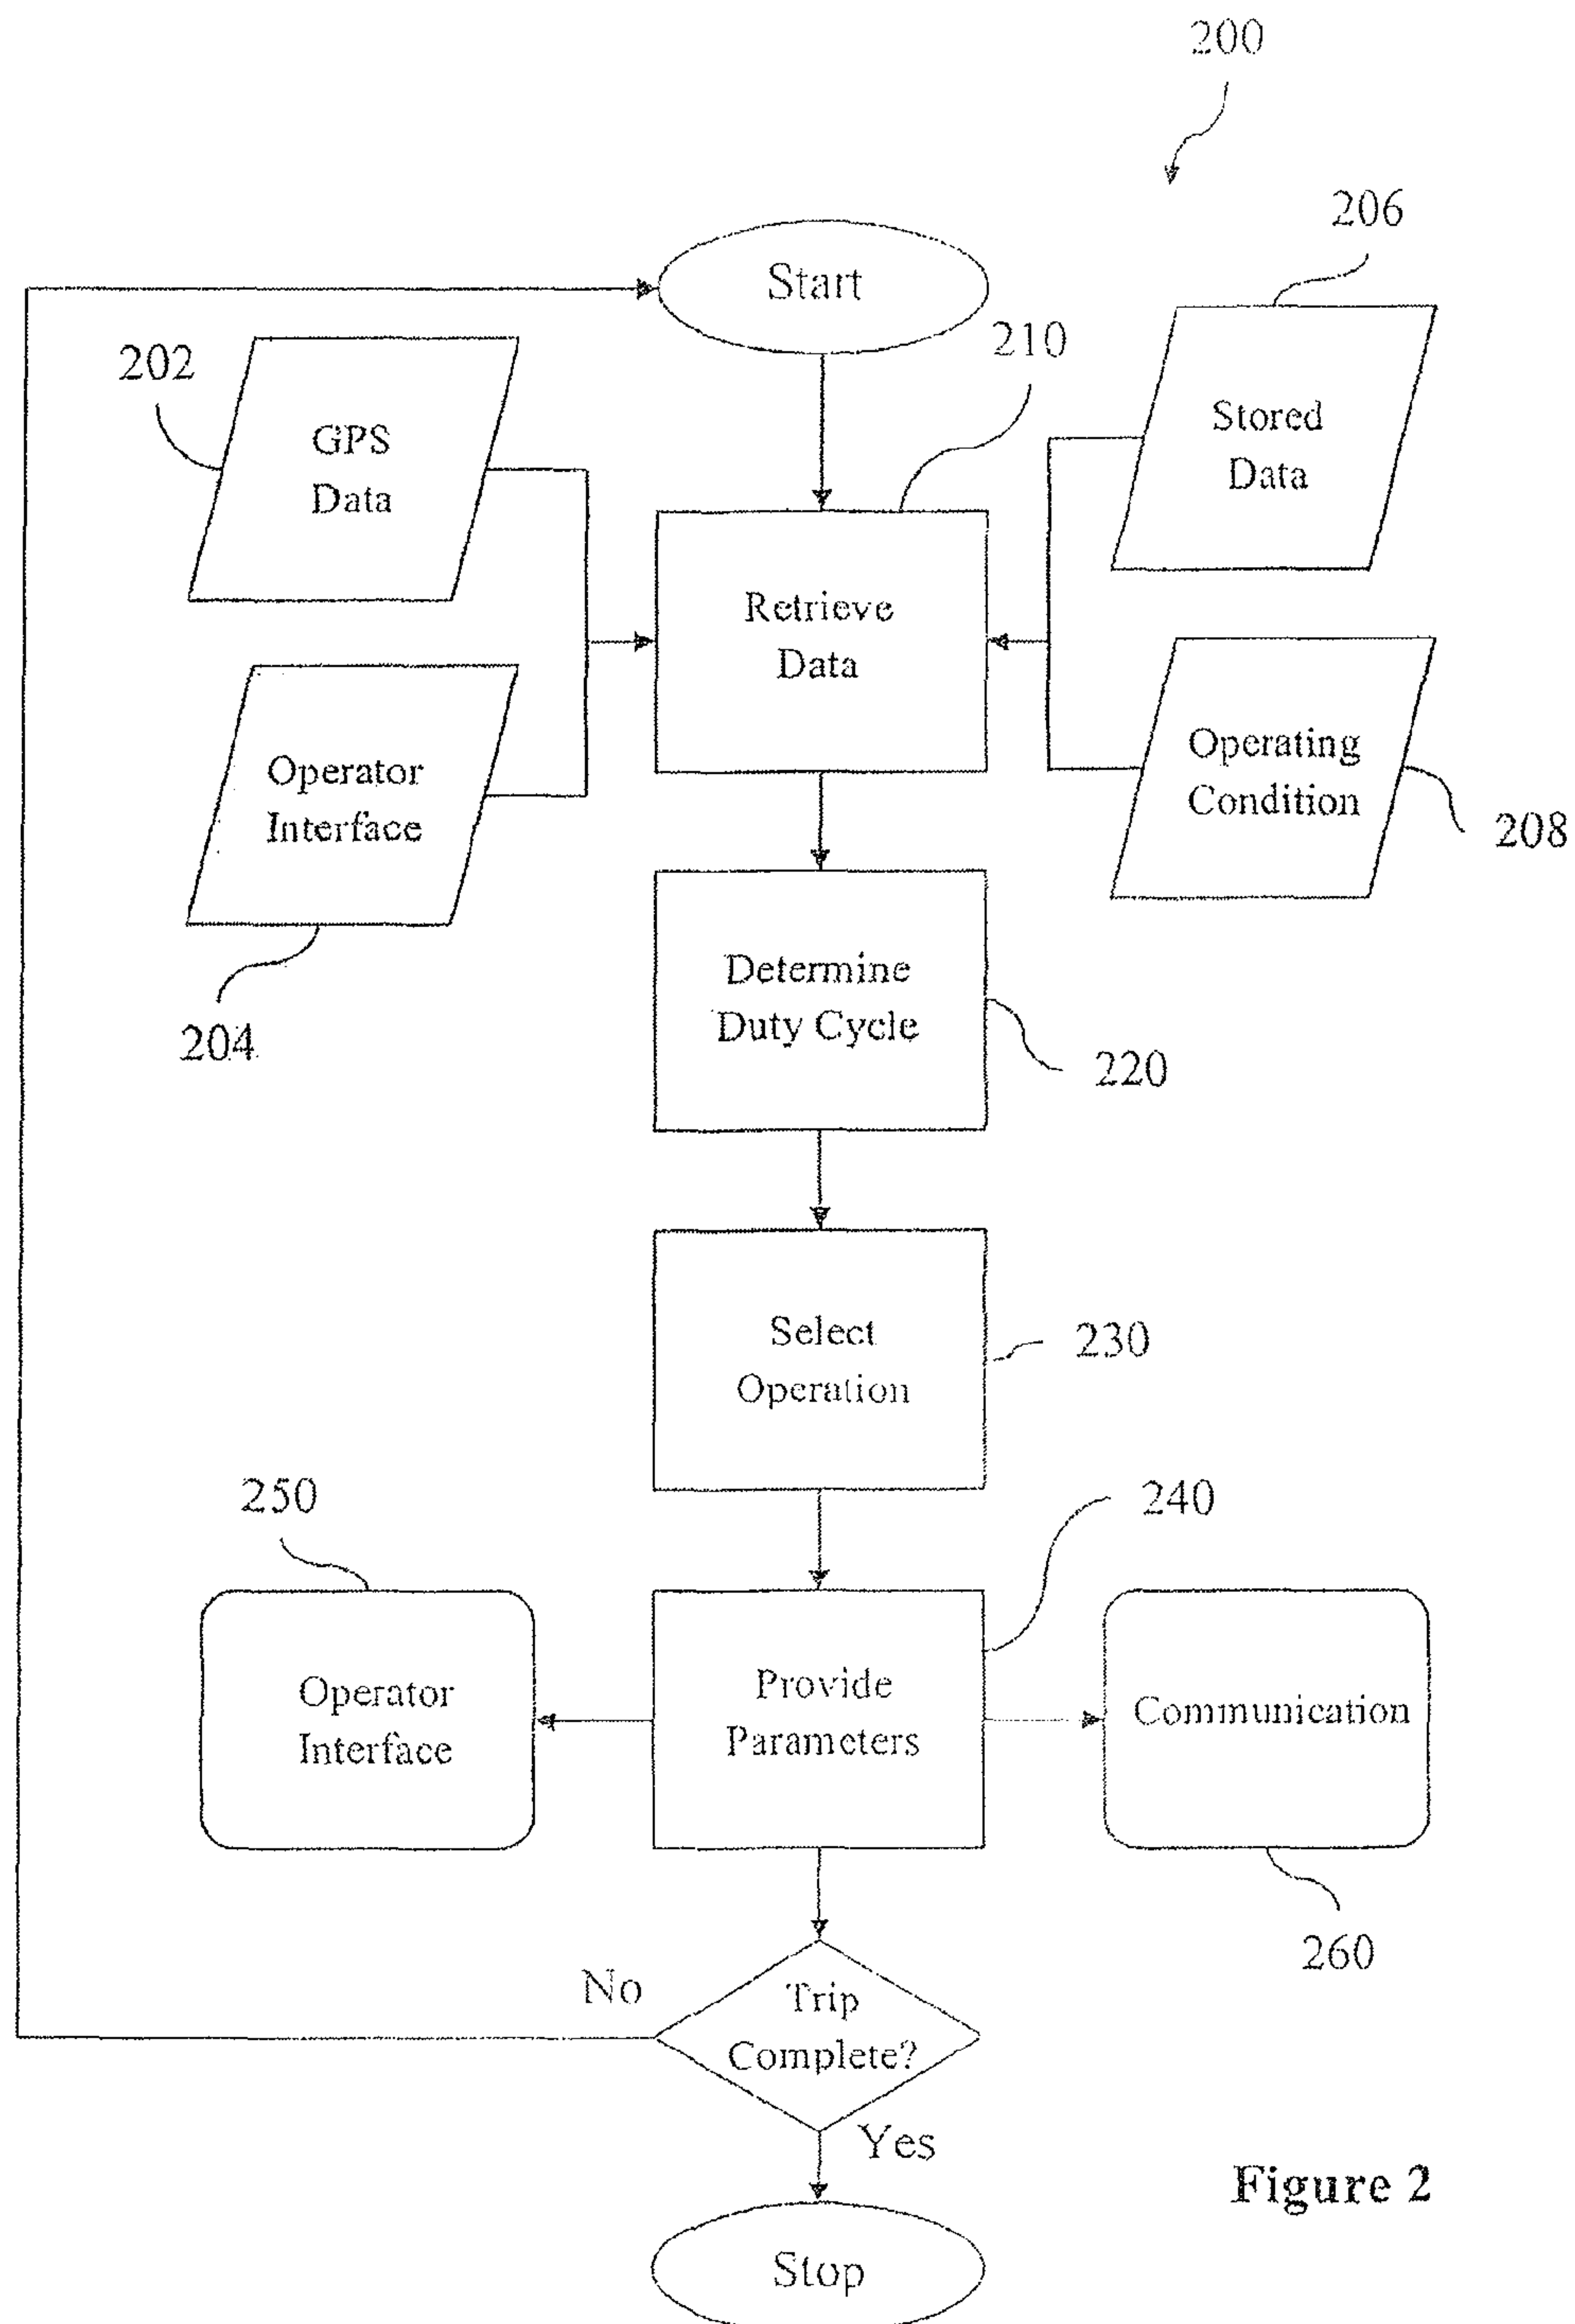 200
206
Start
210
202
GPS
Data
Stored
Data
Retrieve
Data
Operator
Interface
Operating
Condition
208
204
Determine
Duty Cycle
220
Select
Operation
230
250
240
Operator
Interface
Provide
Parameters
Communication
260
No
Trip
Complete?
Yes
Figure 2
Stop